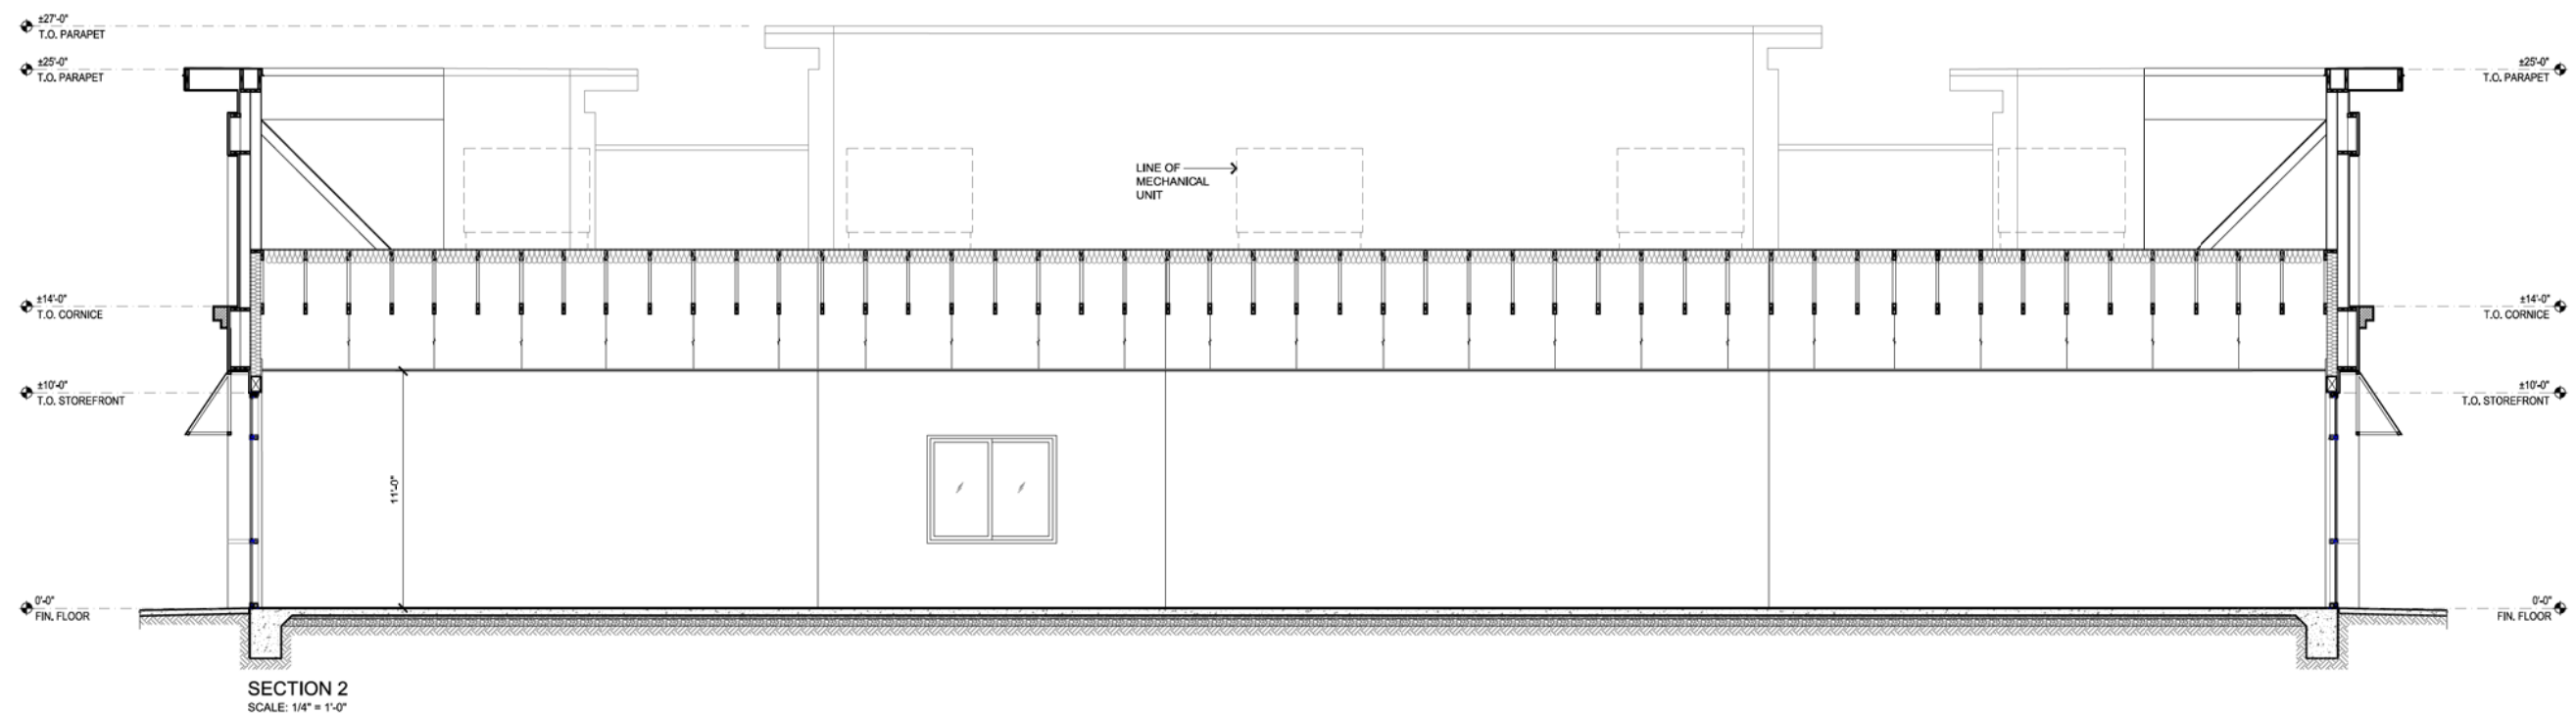 ±27'-0"
T.O. PARAPET
±25'-0"
T.O. PARAPET
±25'-0"
T.O. PARAPET
LINE OF
MECHANICAL
UNIT
±14'-0"
T.O. CORNICE
±14'-0"
T.O. CORNICE
±10'-0"
T.O. STOREFRONT
±10'-0"
T.O. STOREFRONT
11'-0"
0'-0"
FIN. FLOOR
0'-0"
FIN. FLOOR
SECTION 2
SCALE: 1/4" = 1'-0"